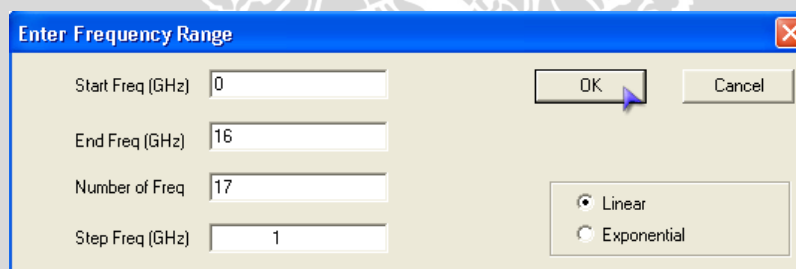 Enter Frequency Range
Start Freq (GHz) 0
OK
Cancel
End Freq (GHz) 16
Number of Freq 17
Linear
Step Freq (GHz) 1
Exponential